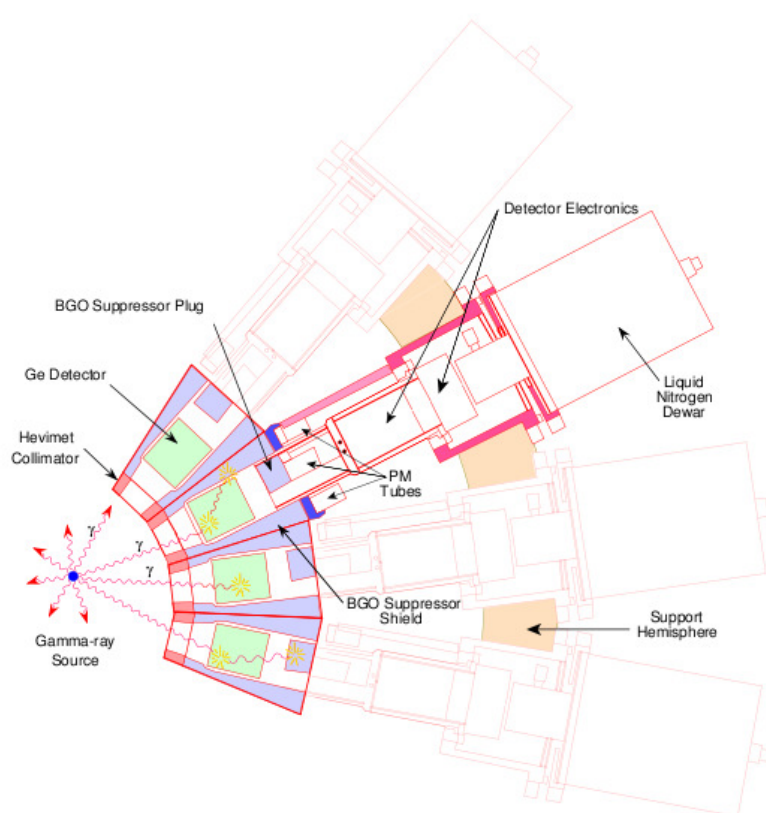 Detector Electronics
BGO Suppressor Plug
Ge Detector
Liquid
Nitrogen
Dewar
Hevimet
Collimator
PM
Tubes
γ
γ
γ
BGO Suppressor
Shield
Support
Hemisphere
Gamma-ray
Source